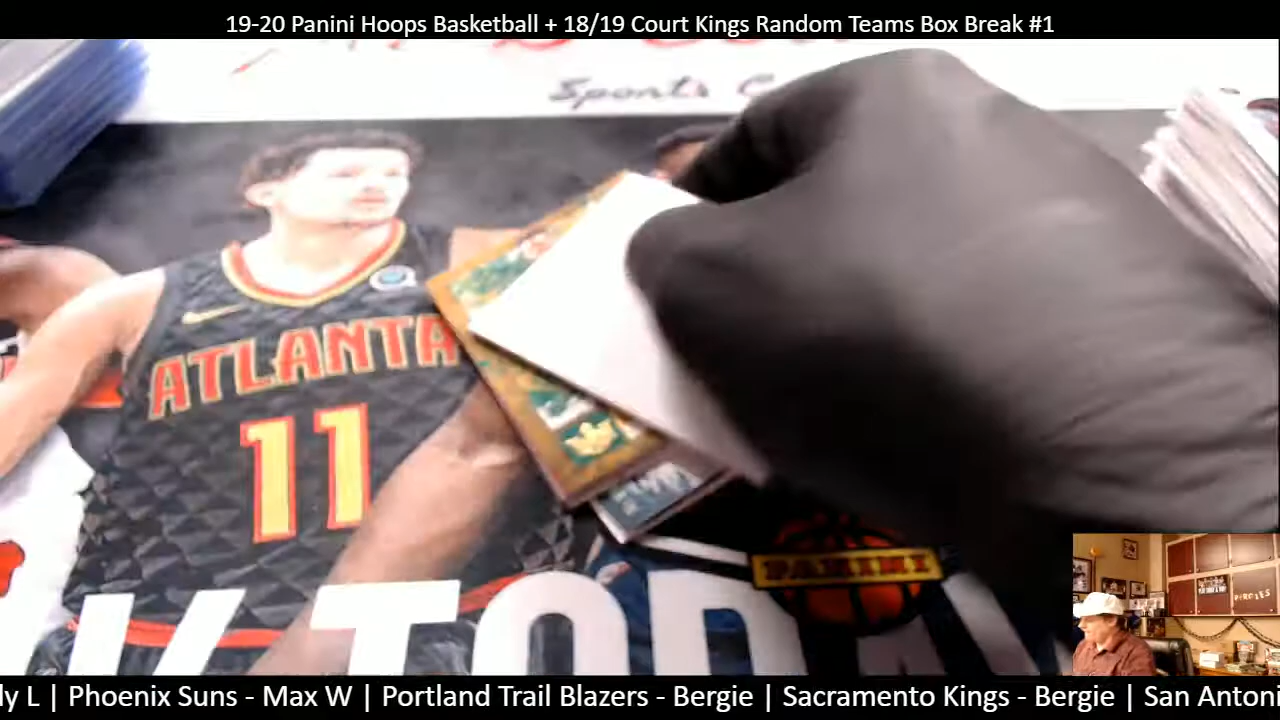 19-20 Panini Hoops Basketball + 18/19 Court Kings Random Teams Box Break #1
Sports C
ATLANTA
11
PANINI
K TODA
PIRATES
ly L | Phoenix Suns - Max W | Portland Trail Blazers - Bergie | Sacramento Kings - Bergie | San Antoni